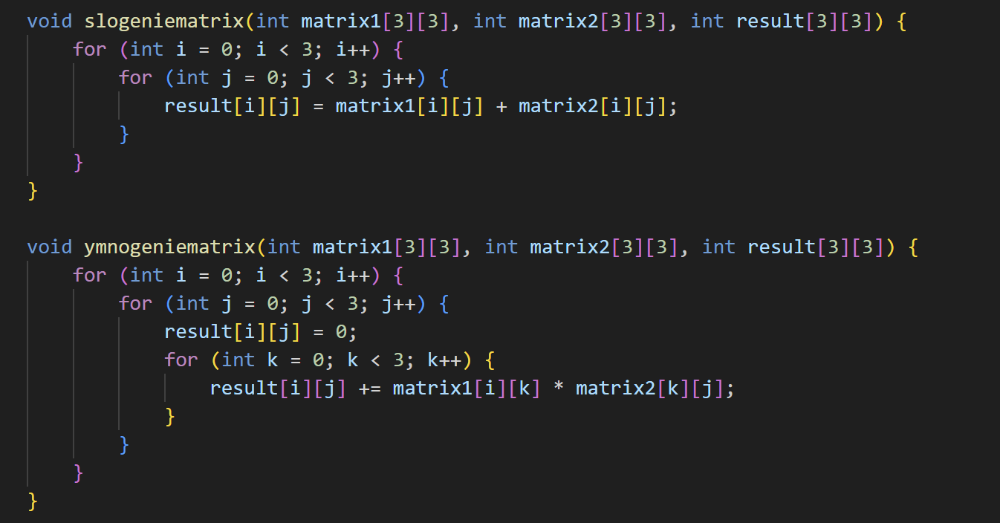 void slogeniematrix(int matrix1[3][3], int matrix2[3][3], int result[3][3]) {
    for (int i = 0; i < 3; i++) {
        for (int j = 0; j < 3; j++) {
            result[i][j] = matrix1[i][j] + matrix2[i][j];
        }
    }
}

void ymnogeniematrix(int matrix1[3][3], int matrix2[3][3], int result[3][3]) {
    for (int i = 0; i < 3; i++) {
        for (int j = 0; j < 3; j++) {
            result[i][j] = 0;
            for (int k = 0; k < 3; k++) {
                result[i][j] += matrix1[i][k] * matrix2[k][j];
            }
        }
    }
}